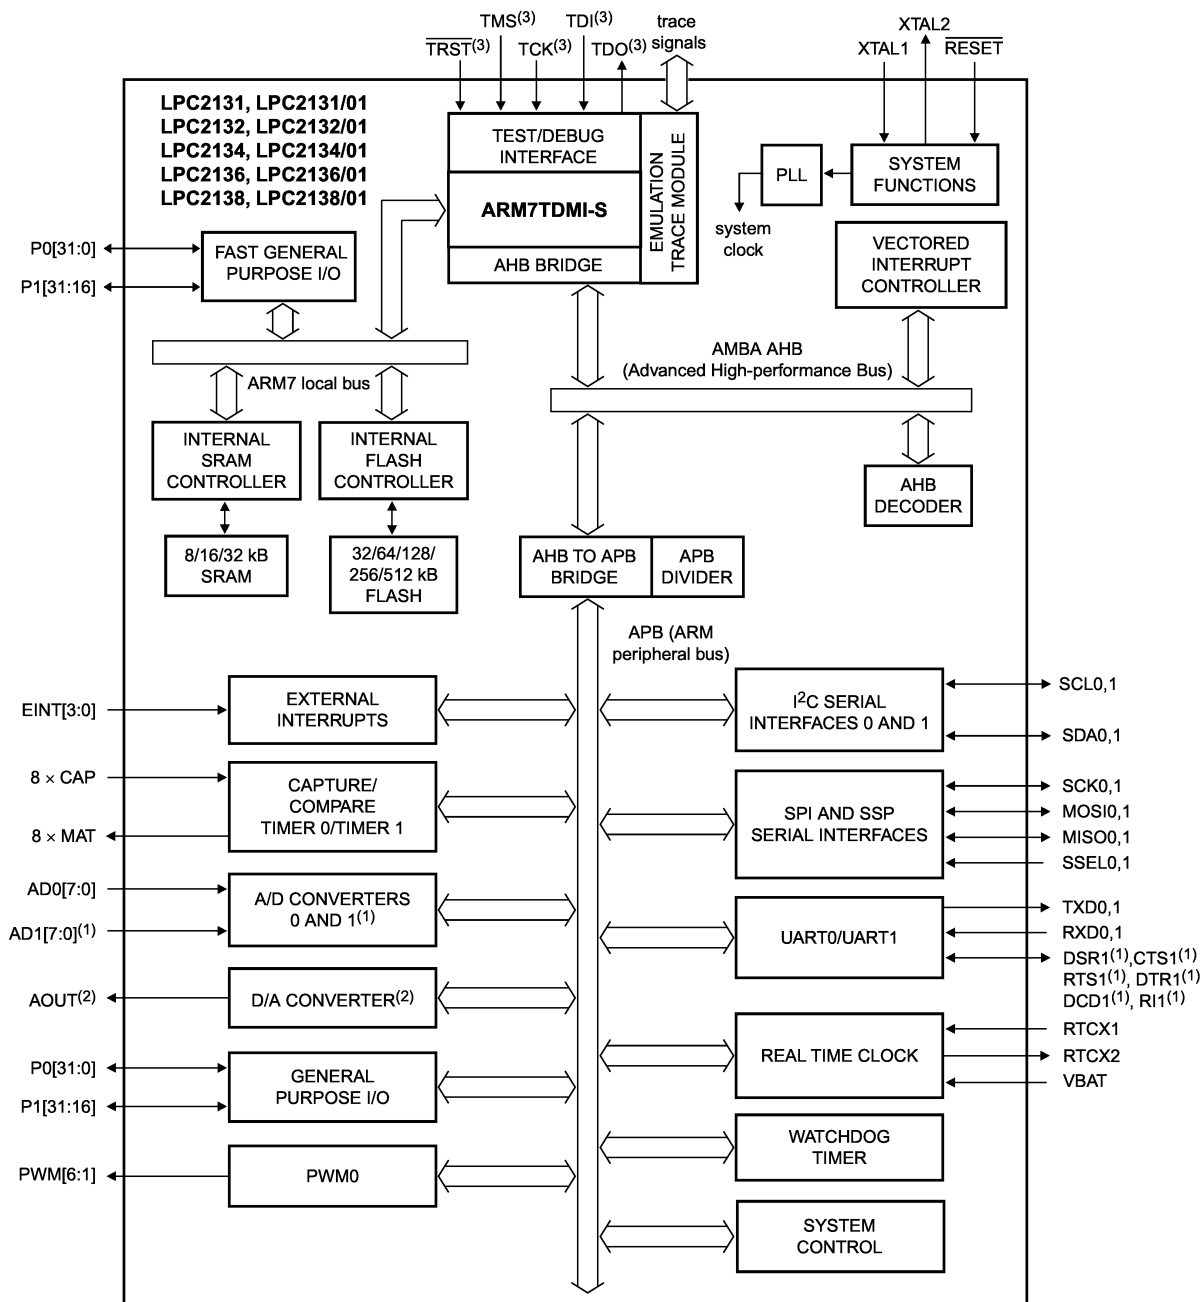 TMS(3)
TDI(3)
trace
signals
TRST(3)
TCK(3)
TDO(3)
XTAL2
XTAL1
RESET
LPC2131, LPC2131/01
LPC2132, LPC2132/01
LPC2134, LPC2134/01
LPC2136, LPC2136/01
LPC2138, LPC2138/01
TEST/DEBUG
INTERFACE
ARM7TDMI-S
AHB BRIDGE
EMULATION
TRACE MODULE
PLL
SYSTEM
FUNCTIONS
system
clock
VECTORED
INTERRUPT
CONTROLLER
P0[31:0]
P1[31:16]
FAST GENERAL
PURPOSE I/O
ARM7 local bus
AMBA AHB
(Advanced High-performance Bus)
INTERNAL
SRAM
CONTROLLER
INTERNAL
FLASH
CONTROLLER
AHB
DECODER
8/16/32 kB
SRAM
32/64/128/
256/512 kB
FLASH
AHB TO APB
BRIDGE
APB
DIVIDER
APB (ARM
peripheral bus)
EINT[3:0]
EXTERNAL
INTERRUPTS
I2C SERIAL
INTERFACES 0 AND 1
SCL0,1
SDA0,1
8 × CAP
8 × MAT
CAPTURE/
COMPARE
TIMER 0/TIMER 1
SPI AND SSP
SERIAL INTERFACES
SCK0,1
MOSI0,1
MISO0,1
SSEL0,1
AD0[7:0]
AD1[7:0](1)
A/D CONVERTERS
0 AND 1(1)
UART0/UART1
TXD0,1
RXD0,1
DSR1(1),CTS1(1)
RTS1(1), DTR1(1)
DCD1(1), RI1(1)
AOUT(2)
D/A CONVERTER(2)
REAL TIME CLOCK
RTCX1
RTCX2
VBAT
P0[31:0]
P1[31:16]
GENERAL
PURPOSE I/O
WATCHDOG
TIMER
PWM[6:1]
PWM0
SYSTEM
CONTROL